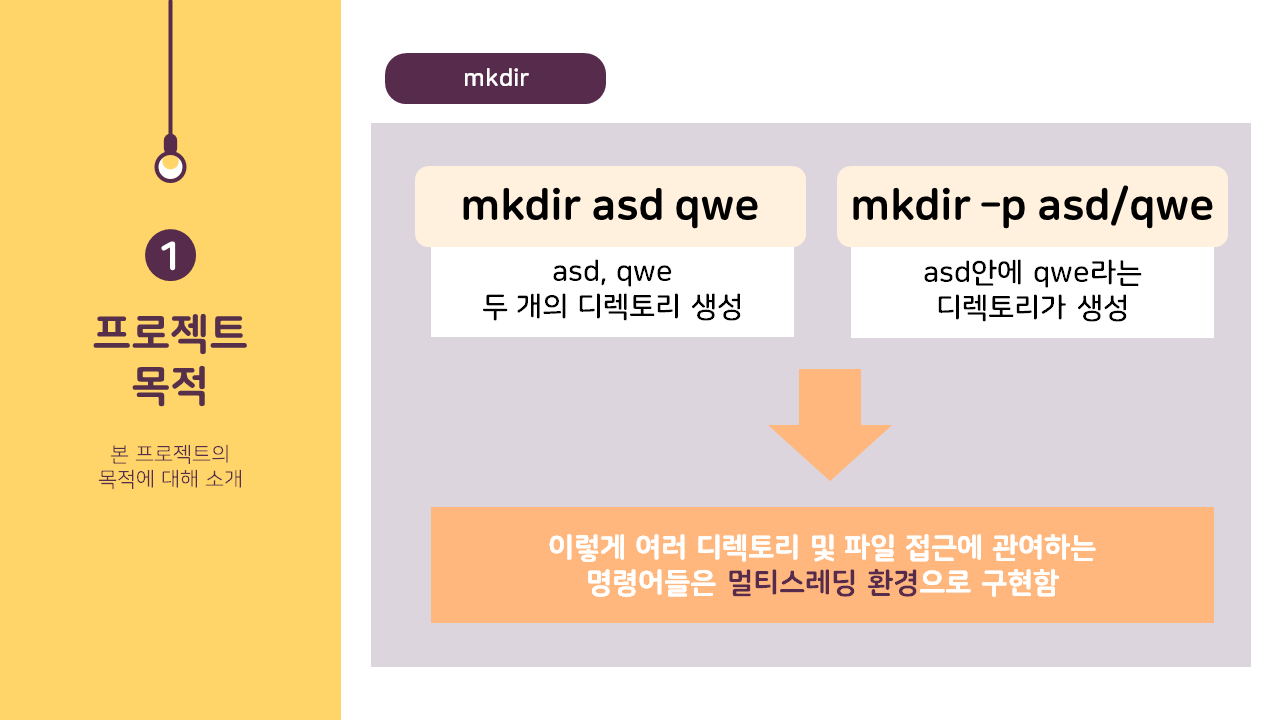 1
프로젝트
목적
본 프로젝트의
목적에 대해 소개
mkdir
mkdir asd qwe
asd, qwe
두 개의 디렉토리 생성
mkdir –p asd/qwe
asd안에 qwe라는
디렉토리가 생성
이렇게 여러 디렉토리 및 파일 접근에 관여하는
명령어들은 멀티스레딩 환경으로 구현함